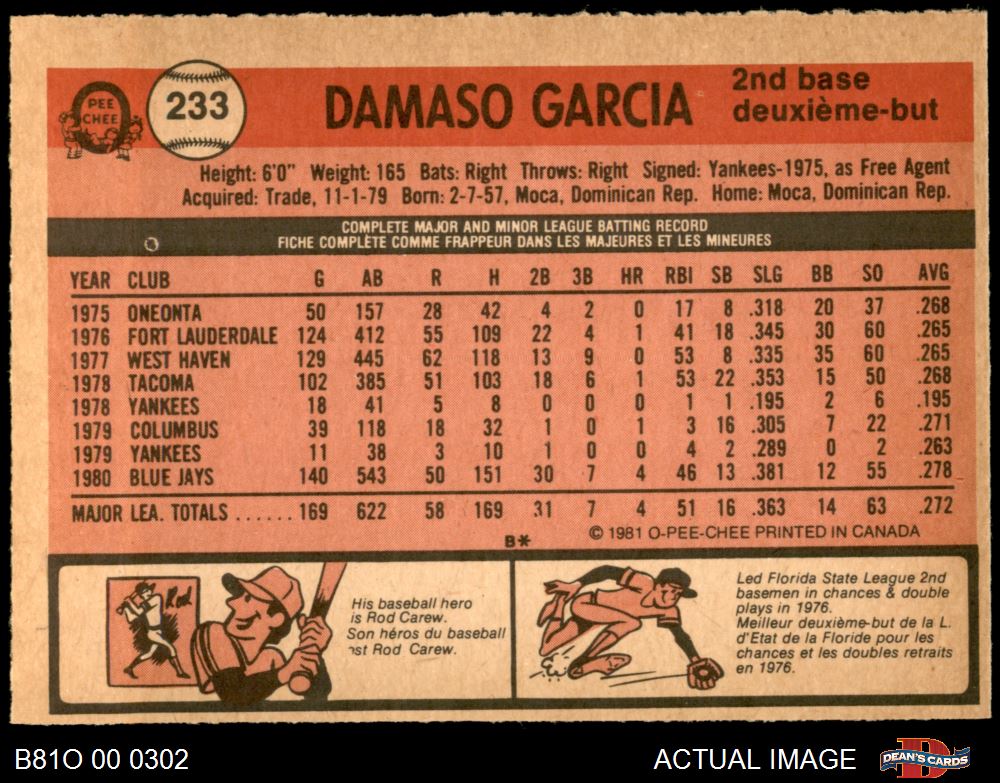 PEE
CHEE
233
DAMASO GARCIA
2nd base
deuxième-but
Height: 6'0" Weight: 165 Bats: Right Throws: Right Signed: Yankees-1975, as Free Agent
Acquired: Trade, 11-1-79 Born: 2-7-57, Moca, Dominican Rep. Home: Moca, Dominican Rep.
COMPLETE MAJOR AND MINOR LEAGUE BATTING RECORD
FICHE COMPLÈTE COMME FRAPPEUR DANS LES MAJEURES ET LES MINEURES
YEAR CLUB G AB R H 2B 3B HR RBI SB SLG BB SO AVG
1975 ONEONTA 50 157 28 42 4 2 0 17 8 .318 20 37 .268
1976 FORT LAUDERDALE 124 412 55 109 22 4 1 41 18 .345 30 60 .265
1977 WEST HAVEN 129 445 62 118 13 9 0 53 8 .335 35 60 .265
1978 TACOMA 102 385 51 103 18 6 1 53 22 .353 15 50 .268
1978 YANKEES 18 41 5 8 0 0 0 1 1 .195 2 6 .195
1979 COLUMBUS 39 118 18 32 1 0 1 3 16 .305 7 22 .271
1979 YANKEES 11 38 3 10 1 0 0 4 2 .289 0 2 .263
1980 BLUE JAYS 140 543 50 151 30 7 4 46 13 .381 12 55 .278
MAJOR LEA. TOTALS ...... 169 622 58 169 31 7 4 51 16 .363 14 63 .272
B* © 1981 O-PEE-CHEE PRINTED IN CANADA
Rod
His baseball hero
is Rod Carew.
Son héros du baseball
est Rod Carew.
Led Florida State League 2nd
basemen in chances & double
plays in 1976.
Meilleur deuxième-but de la L.
d'Etat de la Floride pour les
chances et les doubles retraits
en 1976.
B81O 00 0302
ACTUAL IMAGE
DEAN'S CARDS